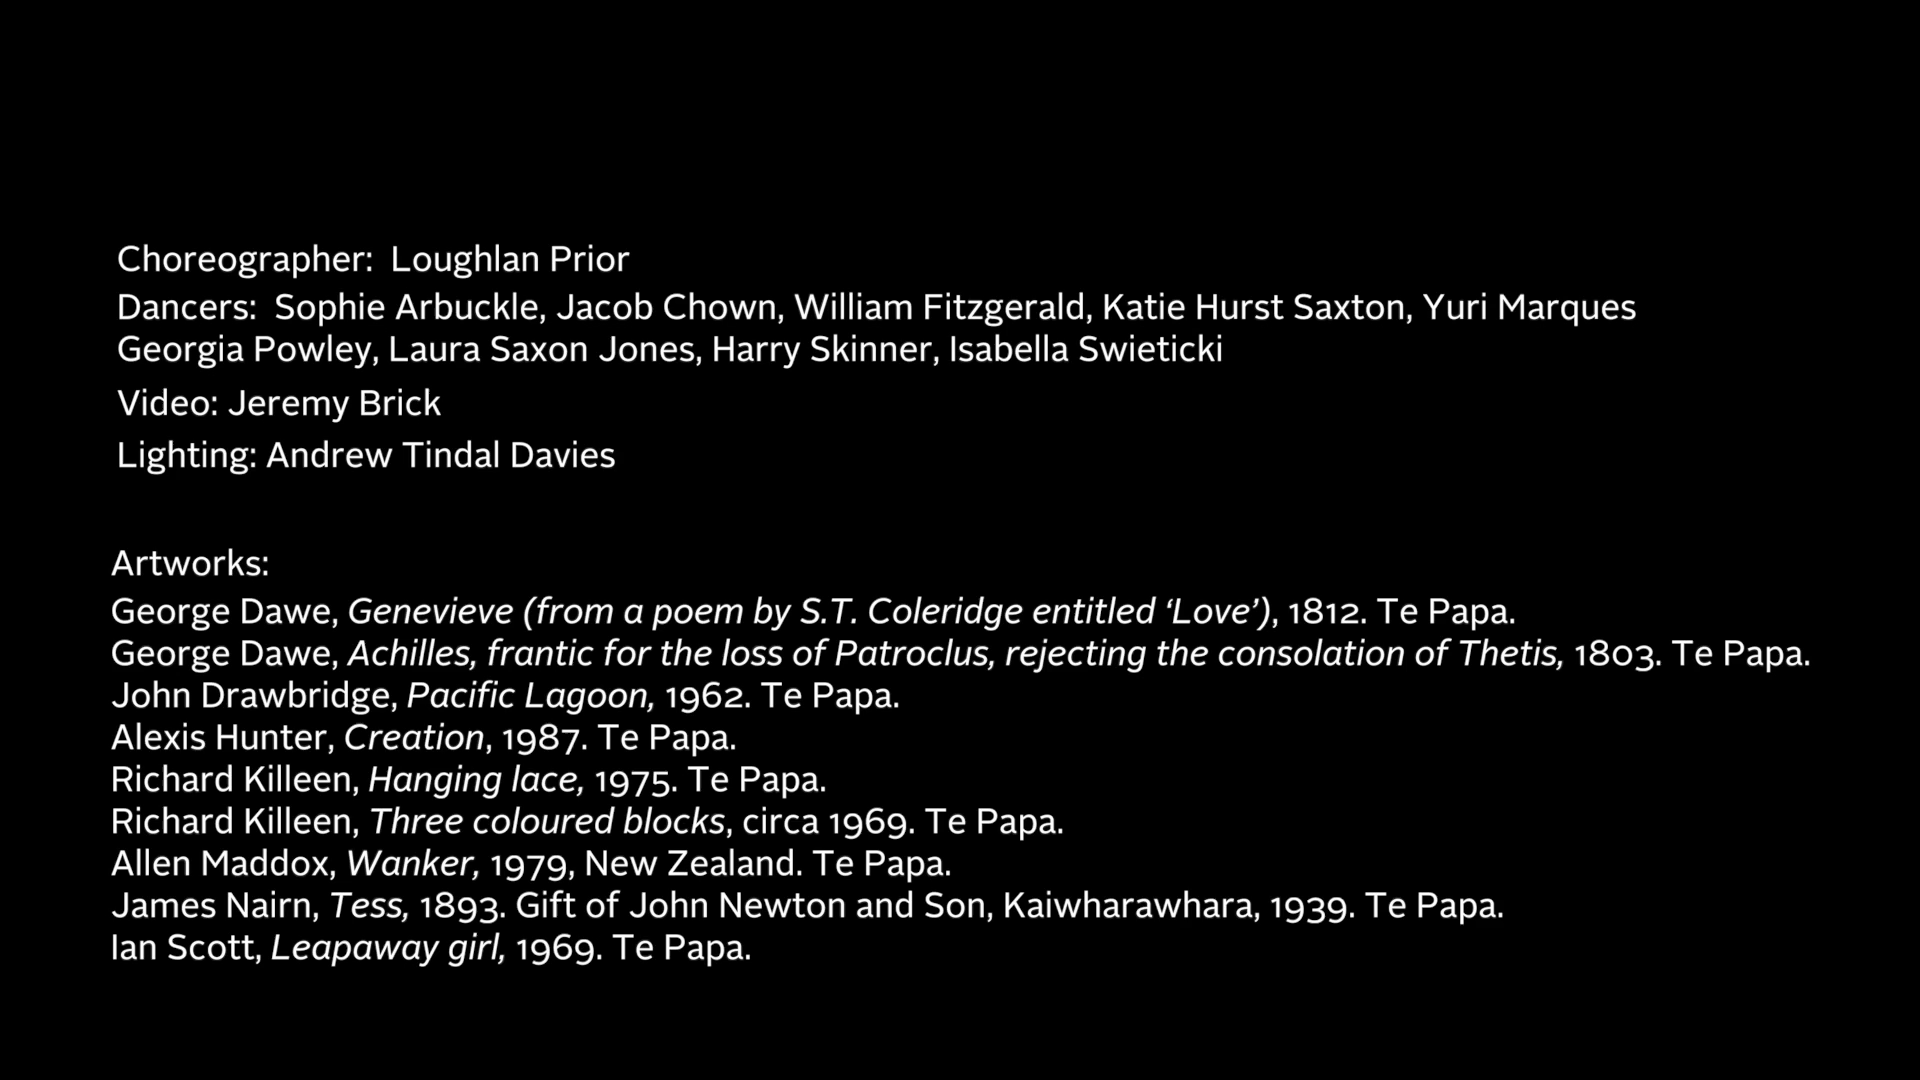 Choreographer: Loughlan Prior
Dancers: Sophie Arbuckle, Jacob Chown, William Fitzgerald, Katie Hurst Saxton, Yuri Marques
Georgia Powley, Laura Saxon Jones, Harry Skinner, Isabella Swieticki
Video: Jeremy Brick
Lighting: Andrew Tindal Davies
Artworks:
George Dawe, Genevieve (from a poem by S.T. Coleridge entitled ‘Love’), 1812. Te Papa.
George Dawe, Achilles, frantic for the loss of Patroclus, rejecting the consolation of Thetis, 1803. Te Papa.
John Drawbridge, Pacific Lagoon, 1962. Te Papa.
Alexis Hunter, Creation, 1987. Te Papa.
Richard Killeen, Hanging lace, 1975. Te Papa.
Richard Killeen, Three coloured blocks, circa 1969. Te Papa.
Allen Maddox, Wanker, 1979, New Zealand. Te Papa.
James Nairn, Tess, 1893. Gift of John Newton and Son, Kaiwharawhara, 1939. Te Papa.
Ian Scott, Leapaway girl, 1969. Te Papa.